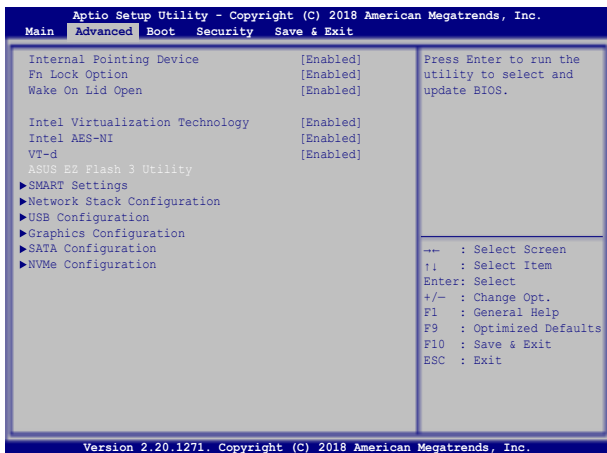 Aptio Setup Utility - Copyright (C) 2018 American Megatrends, Inc.
Main Advanced Boot Security Save & Exit
Internal Pointing Device [Enabled]
Fn Lock Option [Enabled]
Wake On Lid Open [Enabled]
Intel Virtualization Technology [Enabled]
Intel AES-NI [Enabled]
VT-d [Enabled]
ASUS EZ Flash 3 Utility
▶SMART Settings
▶Network Stack Configuration
▶USB Configuration
▶Graphics Configuration
▶SATA Configuration
▶NVMe Configuration
Press Enter to run the
utility to select and
update BIOS.
→← : Select Screen
↑↓ : Select Item
Enter: Select
+/— : Change Opt.
F1 : General Help
F9 : Optimized Defaults
F10 : Save & Exit
ESC : Exit
Version 2.20.1271. Copyright (C) 2018 American Megatrends, Inc.